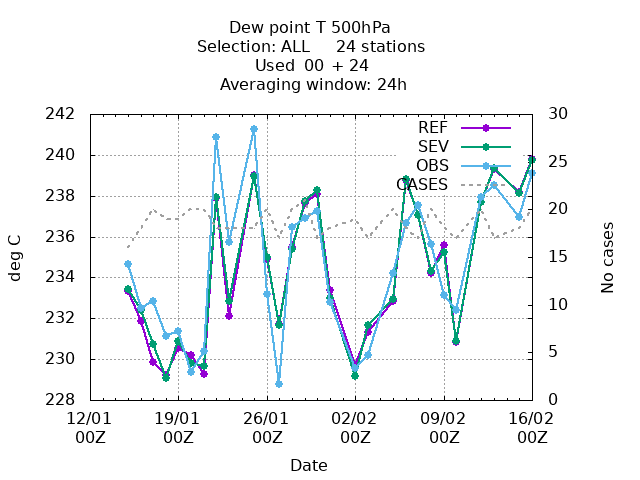 Dew point T 500hPa
Selection: ALL 24 stations
Used 00 + 24
Averaging window: 24h
242
240
238
236
234
232
230
228
30
25
20
15
10
5
0
REF
SEV
OBS
CASES
deg C
No cases
12/01 19/01 26/01 02/02 09/02 16/02
00Z 00Z 00Z 00Z 00Z 00Z
Date